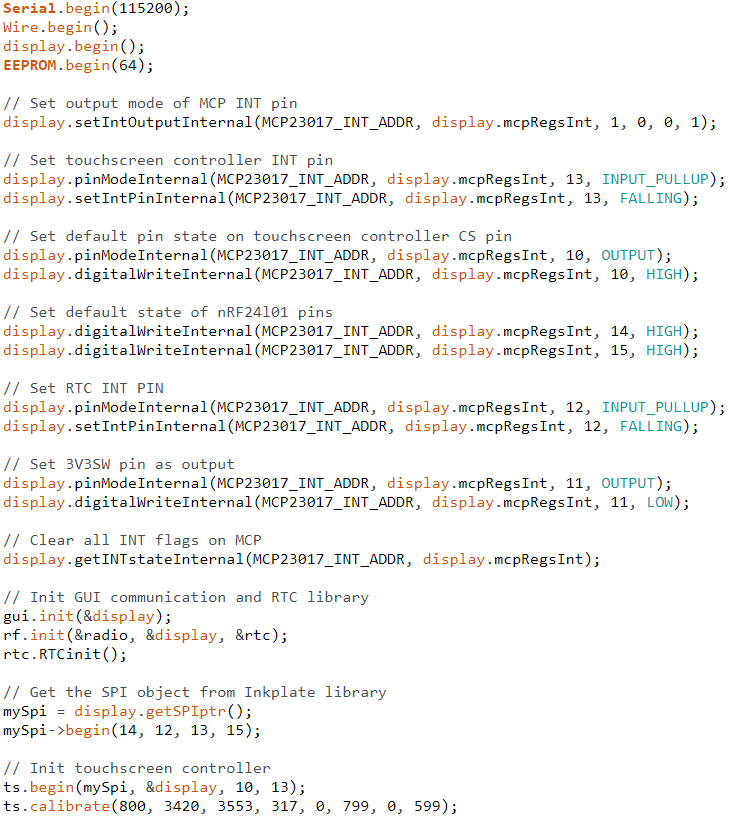 Serial.begin(115200);
Wire.begin();
display.begin();
EEPROM.begin(64);

// Set output mode of MCP INT pin
display.setIntOutputInternal(MCP23017_INT_ADDR, display.mcpRegsInt, 1, 0, 0, 1);

// Set touchscreen controller INT pin
display.pinModeInternal(MCP23017_INT_ADDR, display.mcpRegsInt, 13, INPUT_PULLUP);
display.setIntPinInternal(MCP23017_INT_ADDR, display.mcpRegsInt, 13, FALLING);

// Set default pin state on touchscreen controller CS pin
display.pinModeInternal(MCP23017_INT_ADDR, display.mcpRegsInt, 10, OUTPUT);
display.digitalWriteInternal(MCP23017_INT_ADDR, display.mcpRegsInt, 10, HIGH);

// Set default state of nRF24l01 pins
display.digitalWriteInternal(MCP23017_INT_ADDR, display.mcpRegsInt, 14, HIGH);
display.digitalWriteInternal(MCP23017_INT_ADDR, display.mcpRegsInt, 15, HIGH);

// Set RTC INT PIN
display.pinModeInternal(MCP23017_INT_ADDR, display.mcpRegsInt, 12, INPUT_PULLUP);
display.setIntPinInternal(MCP23017_INT_ADDR, display.mcpRegsInt, 12, FALLING);

// Set 3V3SW pin as output
display.pinModeInternal(MCP23017_INT_ADDR, display.mcpRegsInt, 11, OUTPUT);
display.digitalWriteInternal(MCP23017_INT_ADDR, display.mcpRegsInt, 11, LOW);

// Clear all INT flags on MCP
display.getINTstateInternal(MCP23017_INT_ADDR, display.mcpRegsInt);

// Init GUI communication and RTC library
gui.init(&display);
rf.init(&radio, &display, &rtc);
rtc.RTCinit();

// Get the SPI object from Inkplate library
mySpi = display.getSPIptr();
mySpi->begin(14, 12, 13, 15);

// Init touchscreen controller
ts.begin(mySpi, &display, 10, 13);
ts.calibrate(800, 3420, 3553, 317, 0, 799, 0, 599);